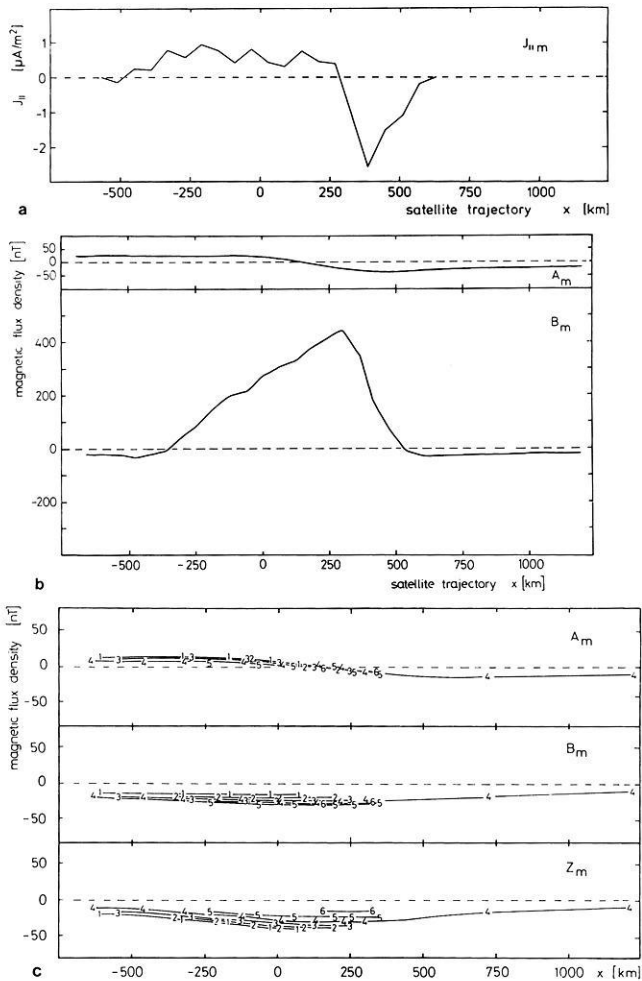 J∥m
J∥ [µA/m²]
1
0
-1
-2
-500 -250 0 250 500 750 1000
a
satellite trajectory x [km]
magnetic flux density [nT]
50
0
-50
Am
Bm
400
200
0
-200
-500 -250 0 250 500 750 1000
b
satellite trajectory x [km]
magnetic flux density [nT]
50
0
-50
Am
50
0
-50
Bm
50
0
-50
Zm
c
-500 -250 0 250 500 750 1000 x [km]